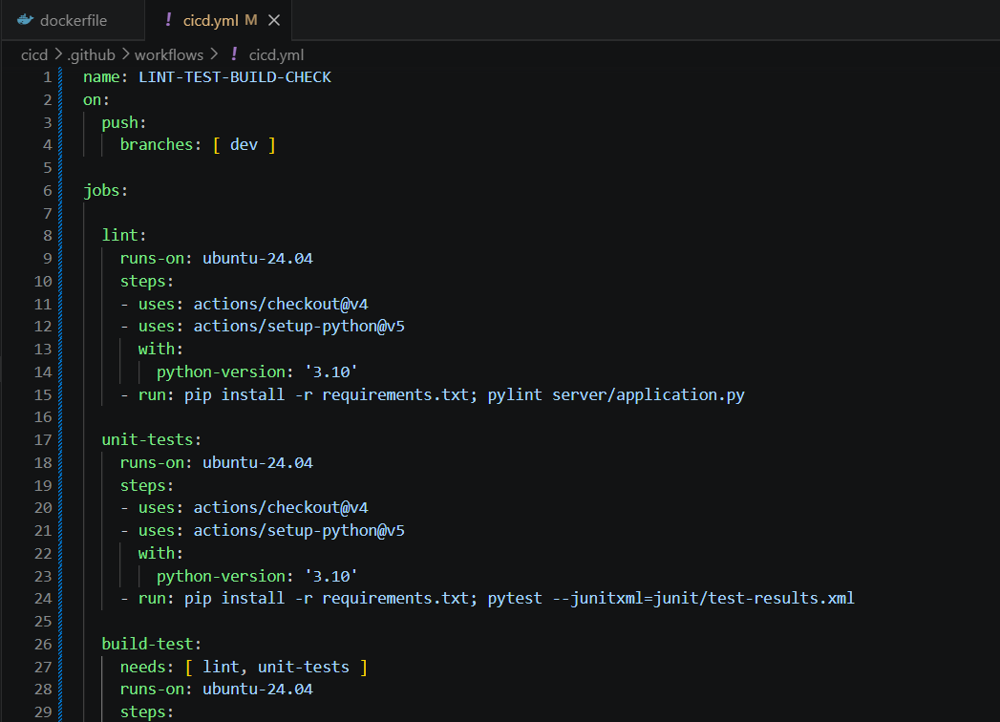 dockerfile ! cicd.yml M
cicd > .github > workflows > ! cicd.yml
1 name: LINT-TEST-BUILD-CHECK
2 on:
3 push:
4 branches: [ dev ]
5
6 jobs:
7
8 lint:
9 runs-on: ubuntu-24.04
10 steps:
11 - uses: actions/checkout@v4
12 - uses: actions/setup-python@v5
13 with:
14 python-version: '3.10'
15 - run: pip install -r requirements.txt; pylint server/application.py
16
17 unit-tests:
18 runs-on: ubuntu-24.04
19 steps:
20 - uses: actions/checkout@v4
21 - uses: actions/setup-python@v5
22 with:
23 python-version: '3.10'
24 - run: pip install -r requirements.txt; pytest --junitxml=junit/test-results.xml
25
26 build-test:
27 needs: [ lint, unit-tests ]
28 runs-on: ubuntu-24.04
29 steps: